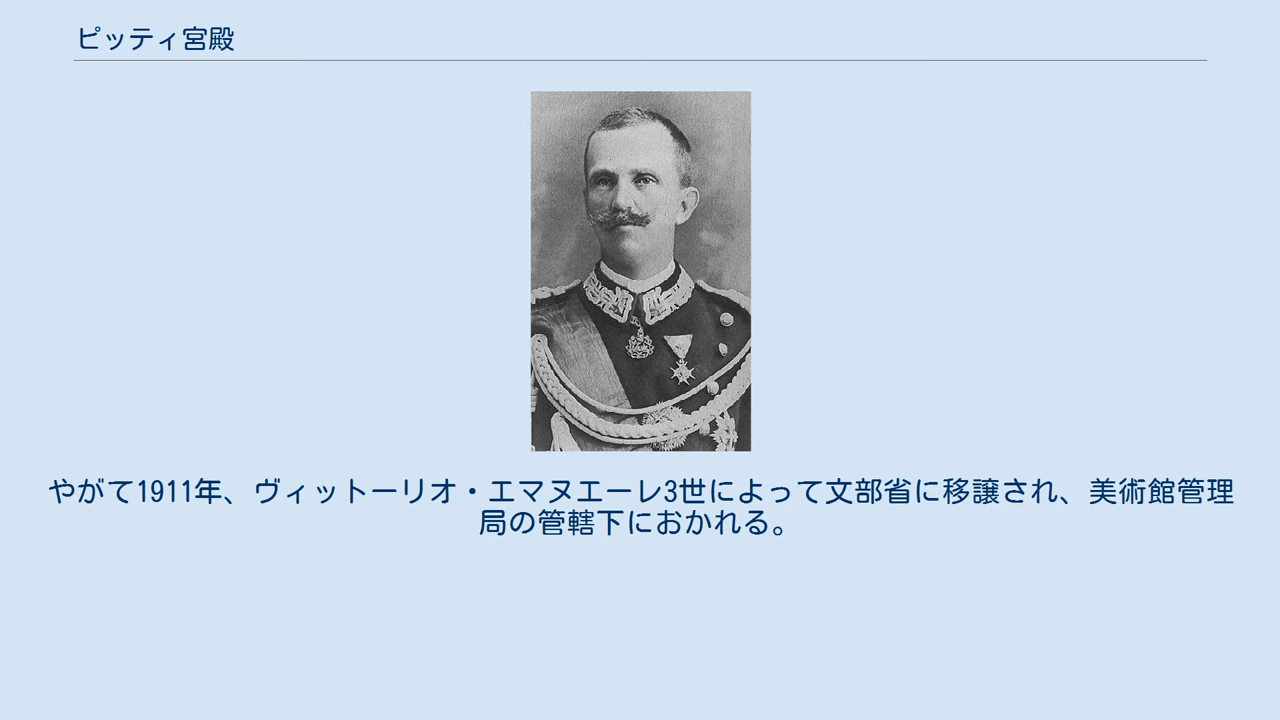 ピッティ宮殿
やがて1911年、ヴィットーリオ・エマヌエーレ3世によって文部省に移譲され、美術館管理
局の管轄下におかれる。